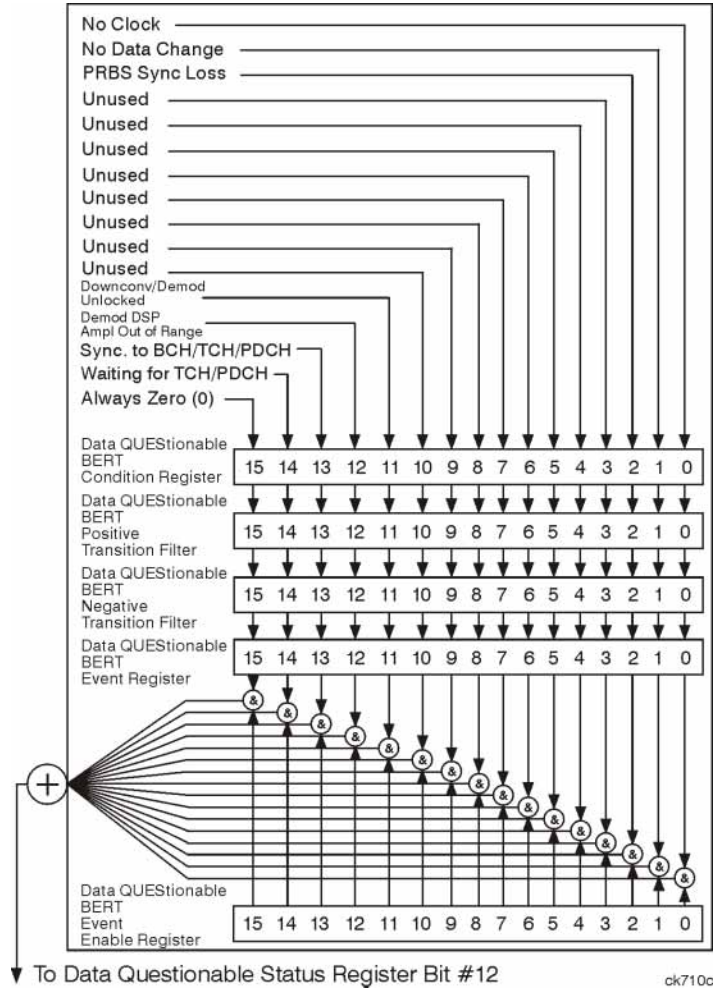 No Clock
No Data Change
PRBS Sync Loss
Unused
Unused
Unused
Unused
Unused
Unused
Unused
Unused
Downconv/Demod
Unlocked
Demod DSP
Ampl Out of Range
Sync. to BCH/TCH/PDCH
Waiting for TCH/PDCH
Always Zero (0)
Data QUEStionable
BERT
Condition Register
15 14 13 12 11 10 9 8 7 6 5 4 3 2 1 0
Data QUEStionable
BERT
Positive
Transition Filter
15 14 13 12 11 10 9 8 7 6 5 4 3 2 1 0
Data QUEStionable
BERT
Negative
Transition Filter
15 14 13 12 11 10 9 8 7 6 5 4 3 2 1 0
Data QUEStionable
BERT
Event Register
15 14 13 12 11 10 9 8 7 6 5 4 3 2 1 0
& & & & & & & & & & & & & & & &
+
Data QUEStionable
BERT
Event
Enable Register
15 14 13 12 11 10 9 8 7 6 5 4 3 2 1 0
To Data Questionable Status Register Bit #12
ck710c